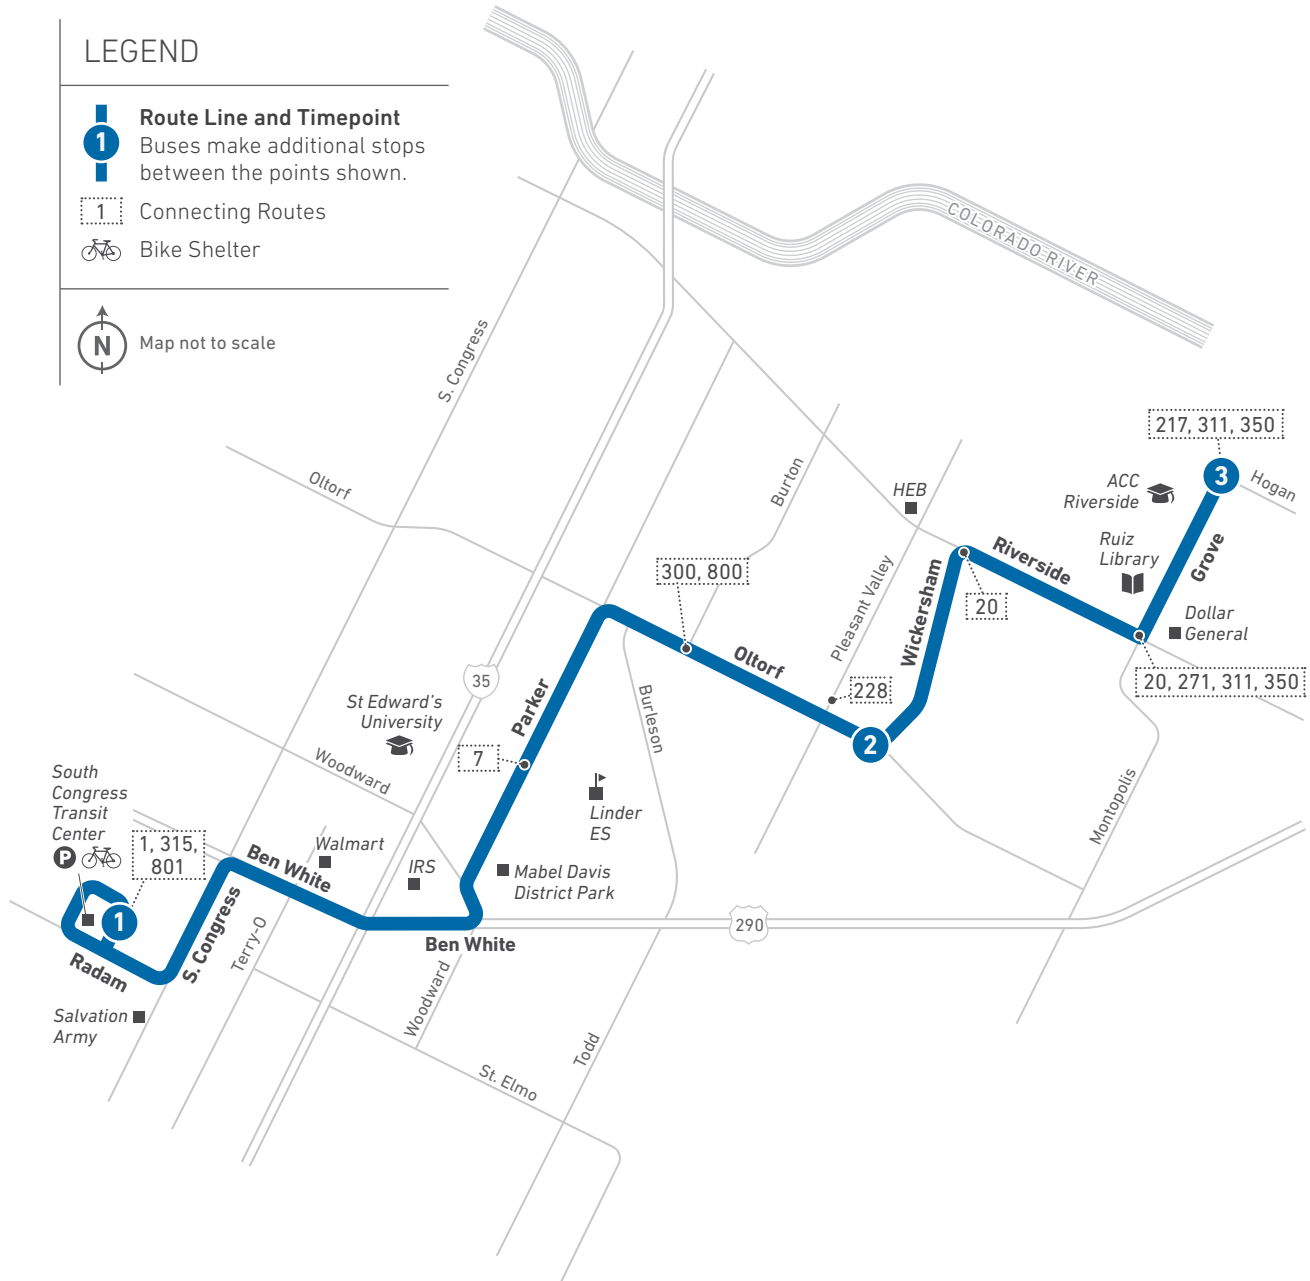 LEGEND
1
Route Line and Timepoint
Buses make additional stops
between the points shown.
1
Connecting Routes
Bike Shelter
N
Map not to scale
COLORADO RIVER
S. Congress
217, 311, 350
3
Hogan
ACC
Riverside
Ruiz
Library
Grove
Dollar
General
20, 271, 311, 350
Oltorf
Burton
HEB
Riverside
300, 800
20
Pleasant Valley
Wickersham
Oltorf
228
2
35
Parker
Burleson
St Edward's
University
7
Woodward
Linder
ES
Montopolis
South
Congress
Transit
Center
P
1, 315,
801
Ben White
Walmart
IRS
Mabel Davis
District Park
1
S. Congress
Terry-O
Ben White
290
Radam
Salvation
Army
Woodward
Todd
St. Elmo